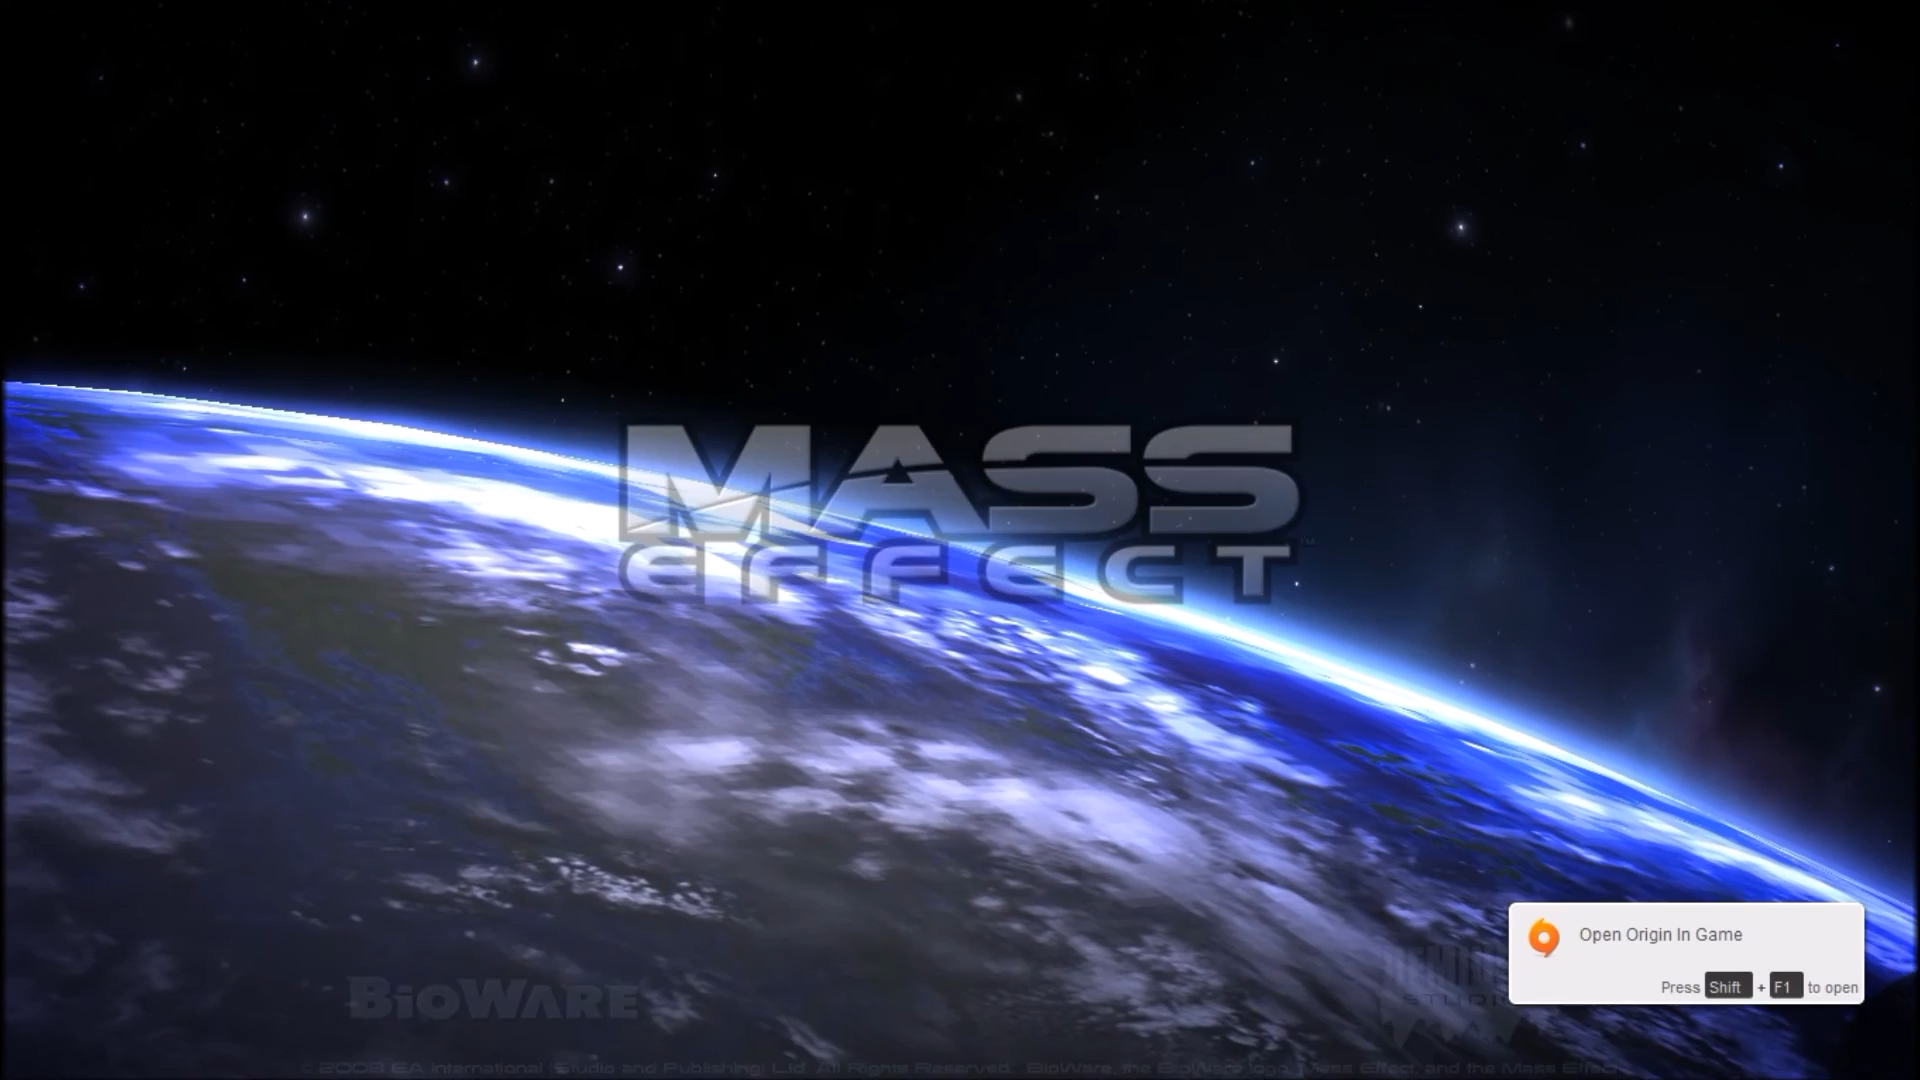 MASS
EFFECT
™
Open Origin In Game
Press Shift + F1 to open
BIOWARE
© 2008 EA International (Studio and Publishing) Ltd. All Rights Reserved. BioWare, the BioWare logo, Mass Effect, and the Mass Effect